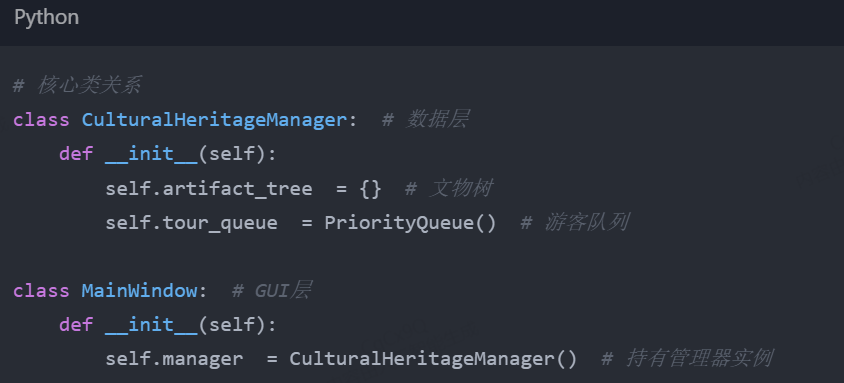 Python
# 核心类关系
class CulturalHeritageManager:  # 数据层
    def __init__(self):
        self.artifact_tree  = {}  # 文物树
        self.tour_queue  = PriorityQueue()  # 游客队列
class MainWindow:  # GUI层
    def __init__(self):
        self.manager  = CulturalHeritageManager()  # 持有管理器实例